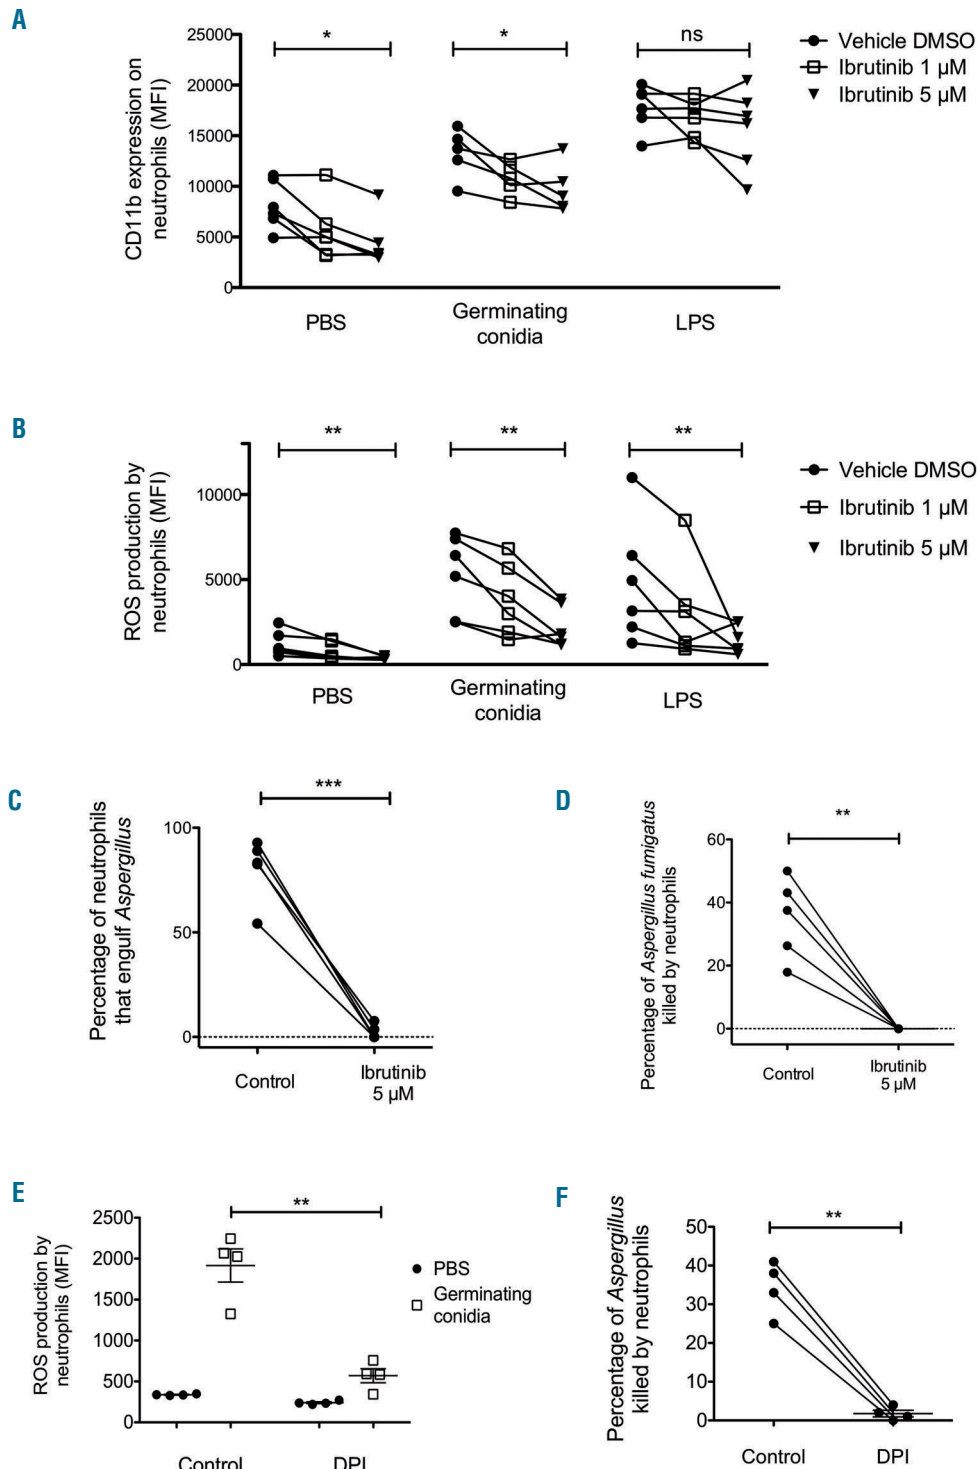 A
CD11b expression on
neutrophils (MFI)
25000
20000
15000
10000
5000
0
*
*
ns
PBS
Germinating
conidia
LPS
Vehicle DMSO
Ibrutinib 1 µM
Ibrutinib 5 µM
B
ROS production by
neutrophils (MFI)
10000
5000
0
**
**
**
PBS
Germinating
conidia
LPS
Vehicle DMSO
Ibrutinib 1 µM
Ibrutinib 5 µM
C
Percentage of neutrophils
that engulf Aspergillus
100
50
0
***
Control
Ibrutinib
5 µM
D
Percentage of Aspergillus fumigatus
killed by neutrophils
60
40
20
0
**
Control
Ibrutinib
5 µM
E
ROS production by
neutrophils (MFI)
2500
2000
1500
1000
500
0
**
PBS
Germinating
conidia
Control
DPI
F
Percentage of Aspergillus
killed by neutrophils
50
40
30
20
10
0
**
Control
DPI